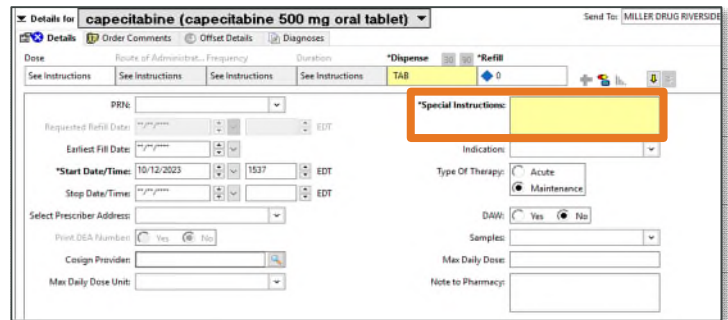 Details for capecitabine (capecitabine 500 mg oral tablet) Send To: MILLER DRUG RIVERSIDE
Details Order Comments Offset Details Diagnoses
Dose Route of Administrat... Frequency Duration *Dispense 30 90 *Refill
See Instructions See Instructions See Instructions See Instructions TAB 0
PRN: *Special Instructions:
Requested Refill Date: **/**/**** EDT
Earliest Fill Date: **/**/**** Indication:
*Start Date/Time: 10/12/2023 1537 EDT Type Of Therapy: Acute
Maintenance
Stop Date/Time: **/**/**** EDT
Select Prescriber Address: DAW: Yes No
Print DEA Number: Yes No Samples:
Cosign Provider: Max Daily Dose:
Max Daily Dose Unit: Note to Pharmacy: